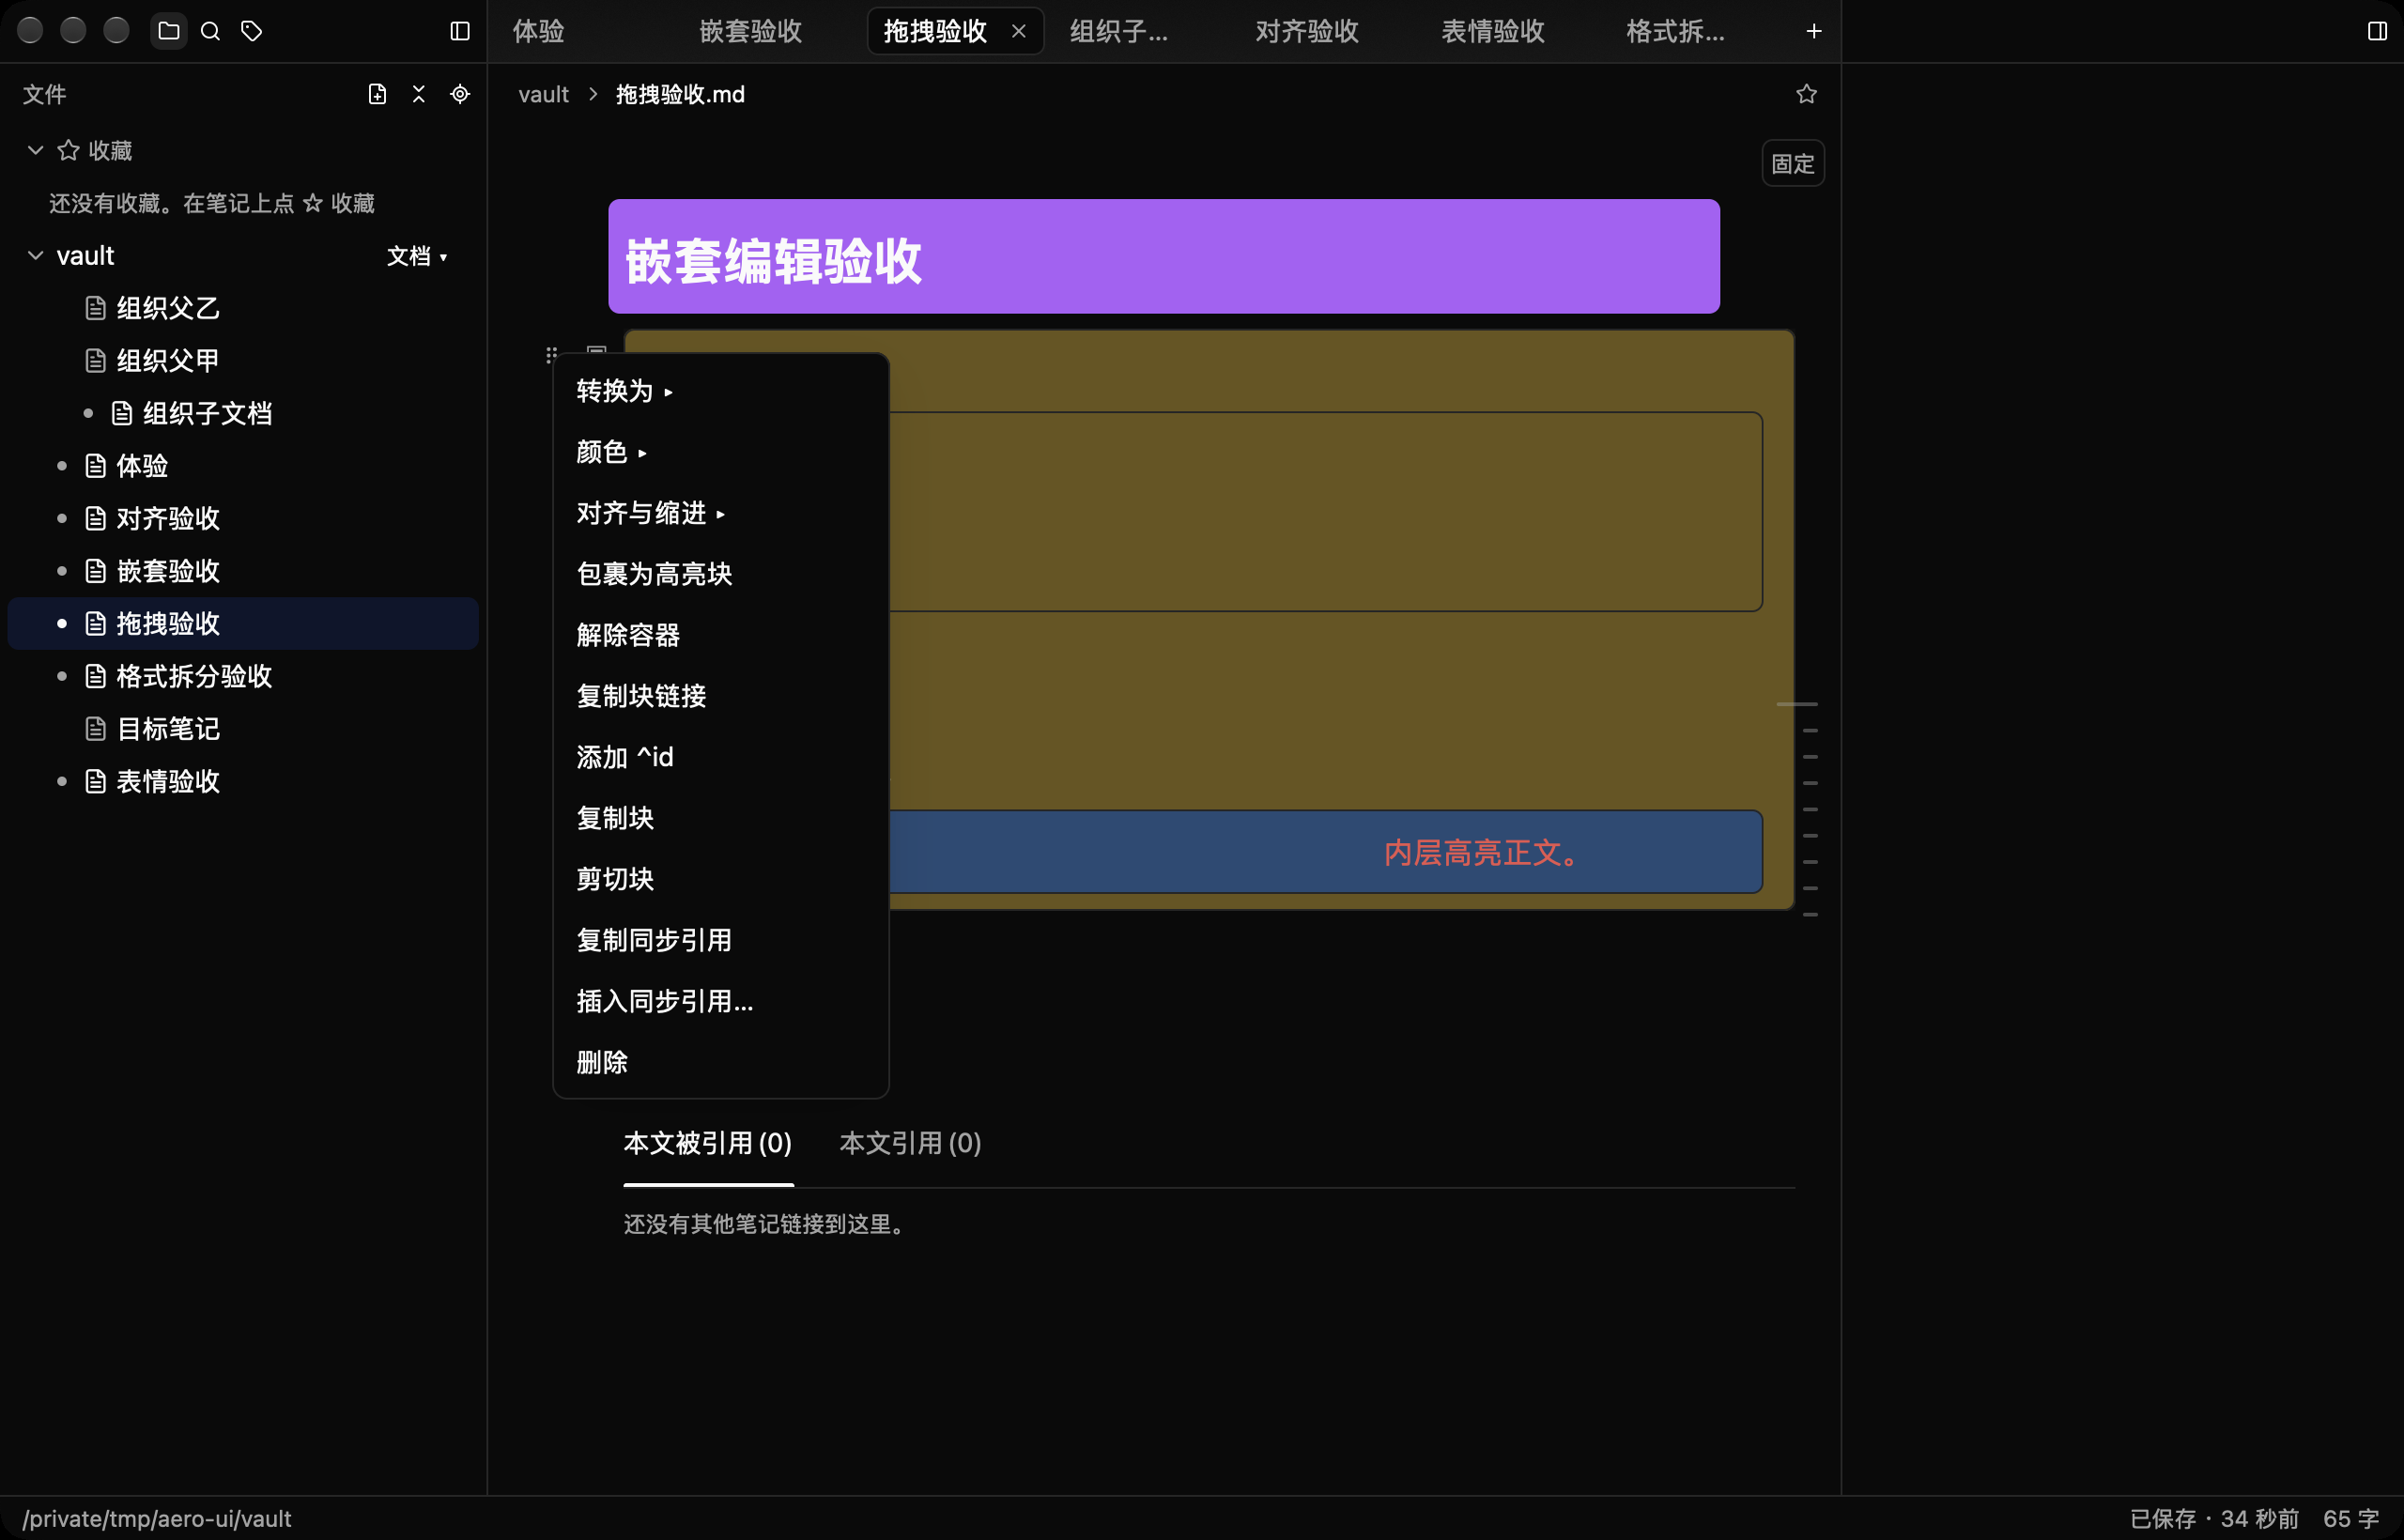 体验
嵌套验收
拖拽验收
组织子...
对齐验收
表情验收
格式拆...
文件
收藏
还没有收藏。在笔记上点 ☆ 收藏
vault
文档
组织父乙
组织父甲
组织子文档
体验
对齐验收
嵌套验收
拖拽验收
格式拆分验收
目标笔记
表情验收
vault > 拖拽验收.md
固定
嵌套编辑验收
转换为
颜色
对齐与缩进
包裹为高亮块
解除容器
复制块链接
添加 ^id
复制块
剪切块
复制同步引用
插入同步引用...
删除
内层高亮正文。
本文被引用 (0)
本文引用 (0)
还没有其他笔记链接到这里。
/private/tmp/aero-ui/vault
已保存 · 34 秒前
65 字